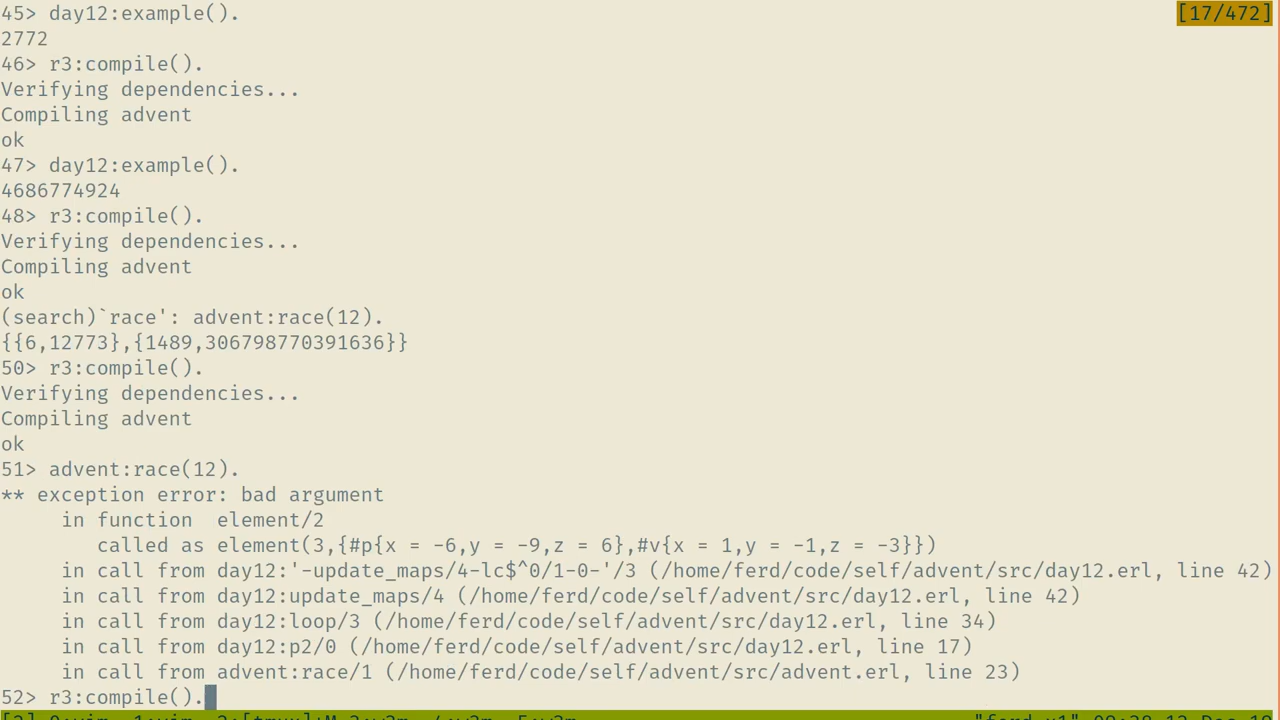 45> day12:example().
[17/472]
2772
46> r3:compile().
Verifying dependencies...
Compiling advent
ok
47> day12:example().
4686774924
48> r3:compile().
Verifying dependencies...
Compiling advent
ok
(search)`race': advent:race(12).
{{6,12773},{1489,306798770391636}}
50> r3:compile().
Verifying dependencies...
Compiling advent
ok
51> advent:race(12).
** exception error: bad argument
     in function  element/2
        called as element(3,{#p{x = -6,y = -9,z = 6},#v{x = 1,y = -1,z = -3}})
     in call from day12:'-update_maps/4-lc$^0/1-0-'/3 (/home/ferd/code/self/advent/src/day12.erl, line 42)
     in call from day12:update_maps/4 (/home/ferd/code/self/advent/src/day12.erl, line 42)
     in call from day12:loop/3 (/home/ferd/code/self/advent/src/day12.erl, line 34)
     in call from day12:p2/0 (/home/ferd/code/self/advent/src/day12.erl, line 17)
     in call from advent:race/1 (/home/ferd/code/self/advent/src/advent.erl, line 23)
52> r3:compile().